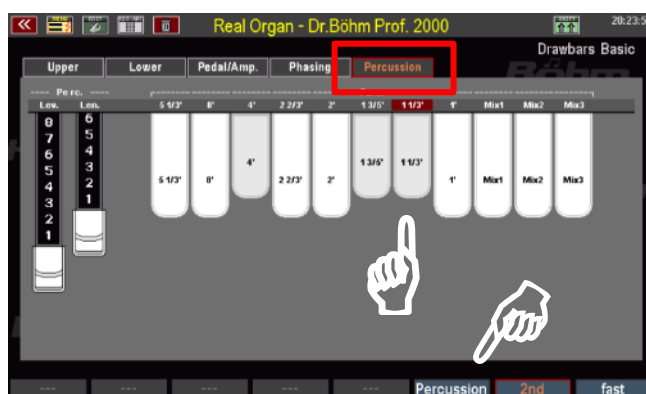 Real Organ - Dr.Böhm Prof. 2000
20:23:5
Drawbars Basic
Upper Lower Pedal/Amp. Phasing Percussion
---- Perc. ----
Lev. Len. 5 1/3' 8' 4' 2 2/3' 2' 1 3/5' 1 1/3' 1' Mix1 Mix2 Mix3
8 6
7 5
6 4
5 3
4 2
3 1
2
1
4' 1 3/5' 1 1/3'
5 1/3' 8' 2 2/3' 2' 1' Mix1 Mix2 Mix3
--- --- --- --- --- Percussion 2nd fast